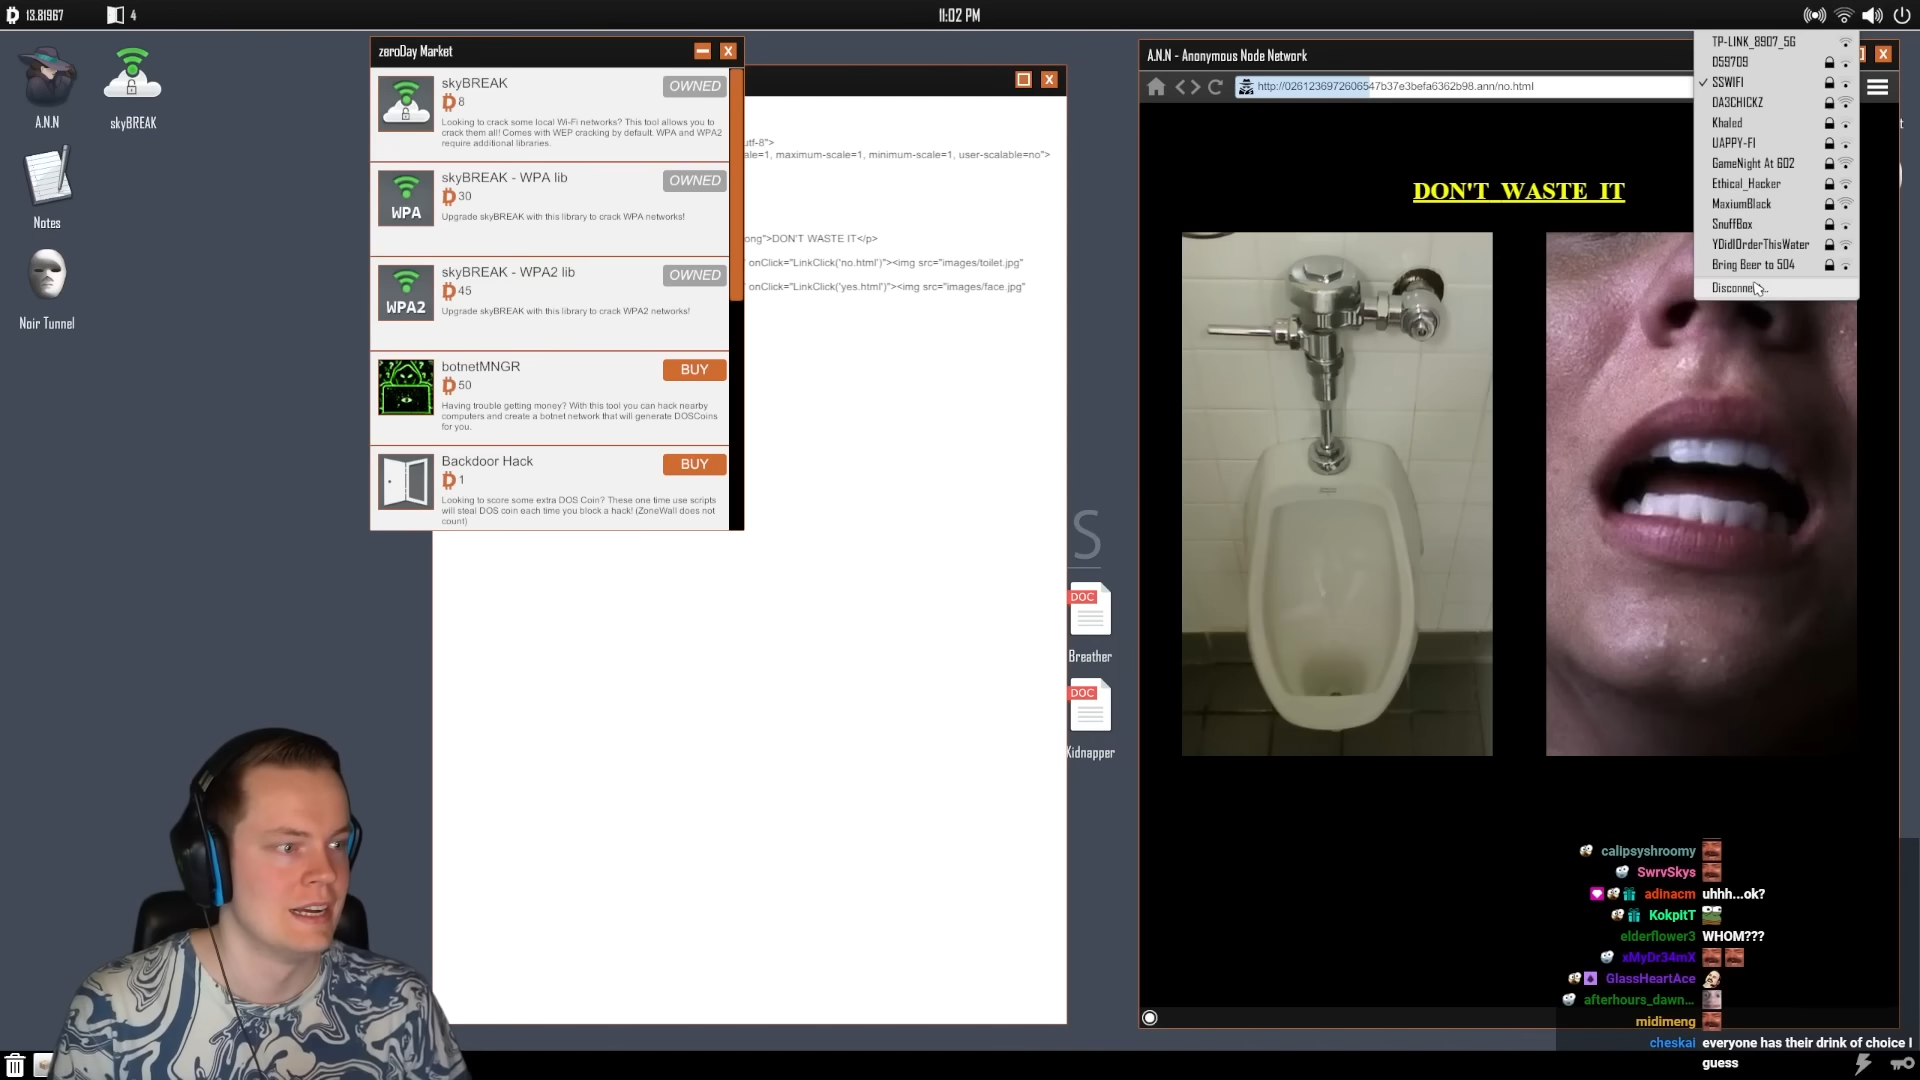 13.81967
4
11:02 PM
A.N.N
skyBREAK
Notes
Noir Tunnel
zeroDay Market
skyBREAK
8
OWNED
Looking to crack some local Wi-Fi networks? This tool allows you to
crack them all! Comes with WEP cracking by default. WPA and WPA2
require additional libraries.
WPA
skyBREAK - WPA lib
30
OWNED
Upgrade skyBREAK with this library to crack WPA networks!
WPA2
skyBREAK - WPA2 lib
45
OWNED
Upgrade skyBREAK with this library to crack WPA2 networks!
botnetMNGR
50
BUY
Having trouble getting money? With this tool you can hack nearby
computers and create a botnet network that will generate DOSCoins
for you.
Backdoor Hack
1
BUY
Looking to score some extra DOS Coin? These one time use scripts
will steal DOS coin each time you block a hack! (ZoneWall does not
count)
utf-8">
ale=1, maximum-scale=1, minimum-scale=1, user-scalable=no">
ong">DON'T WASTE IT</p>
' onClick="LinkClick('no.html')"><img src="images/toilet.jpg"
' onClick="LinkClick('yes.html')"><img src="images/face.jpg"
S
DOC
Breather
DOC
Kidnapper
A.N.N - Anonymous Node Network
http://0261236972606547b37e3befa6362b98.ann/no.html
DON'T WASTE IT
TP-LINK_8907_5G
D59709
SSWIFI
DA3CHICKZ
Khaled
UAPPY-FI
GameNight At 602
Ethical_Hacker
MaxiumBlack
SnuffBox
YDidIOrderThisWater
Bring Beer to 504
Disconne
t
calipsyshroomy
SwrvSkys
adinacm uhhh...ok?
KokpitT
elderflower3 WHOM???
xMyDr34mX
GlassHeartAce
afterhours_dawn...
midimeng
cheskai everyone has their drink of choice I
guess